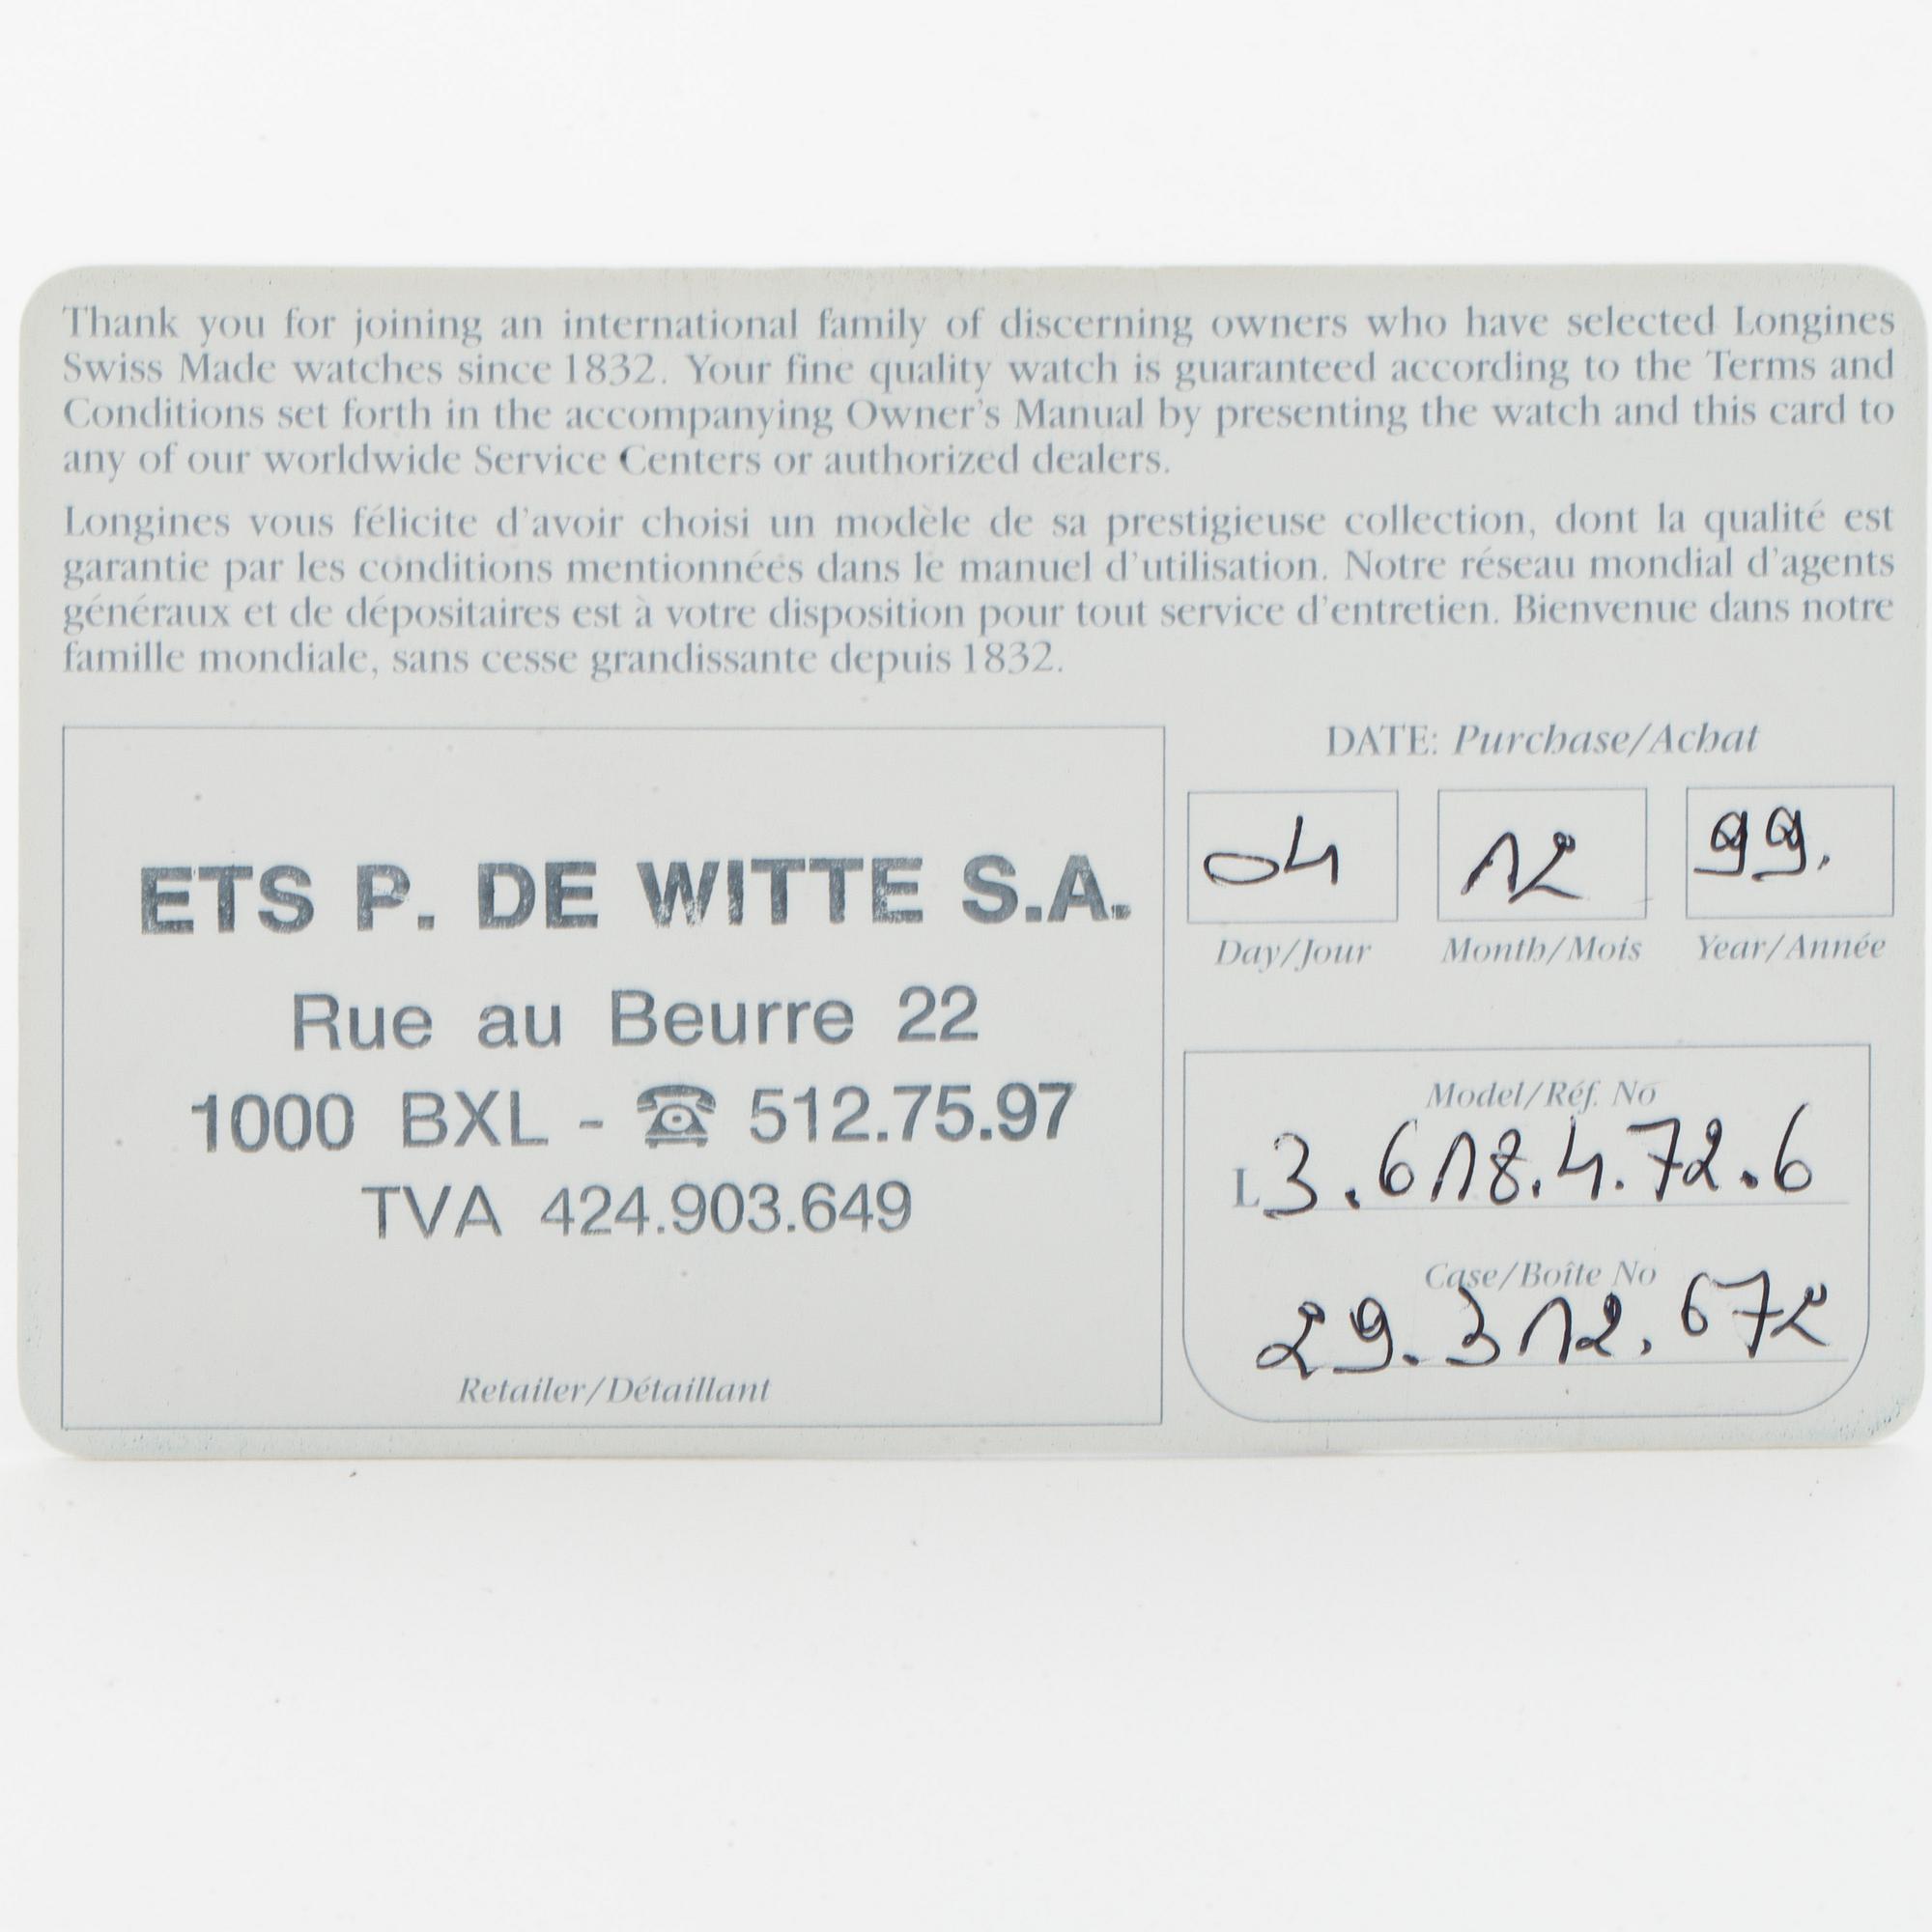 Thank you for joining an international family of discerning owners who have selected Longines
Swiss Made watches since 1832. Your fine quality watch is guaranteed according to the Terms and
Conditions set forth in the accompanying Owner's Manual by presenting the watch and this card to
any of our worldwide Service Centers or authorized dealers.
Longines vous félicite d'avoir choisi un modèle de sa prestigieuse collection, dont la qualité est
garantie par les conditions mentionnées dans le manuel d'utilisation. Notre réseau mondial d'agents
généraux et de dépositaires est à votre disposition pour tout service d'entretien. Bienvenue dans notre
famille mondiale, sans cesse grandissante depuis 1832.
ETS P. DE WITTE S.A.
Rue au Beurre 22
1000 BXL - ☎ 512.75.97
TVA 424.903.649
Retailer/Détaillant
DATE: Purchase/Achat
04 12 99.
Day/Jour Month/Mois Year/Année
Model/Réf. No
L3.618.4.72.6
Case/Boîte No
29.312.672